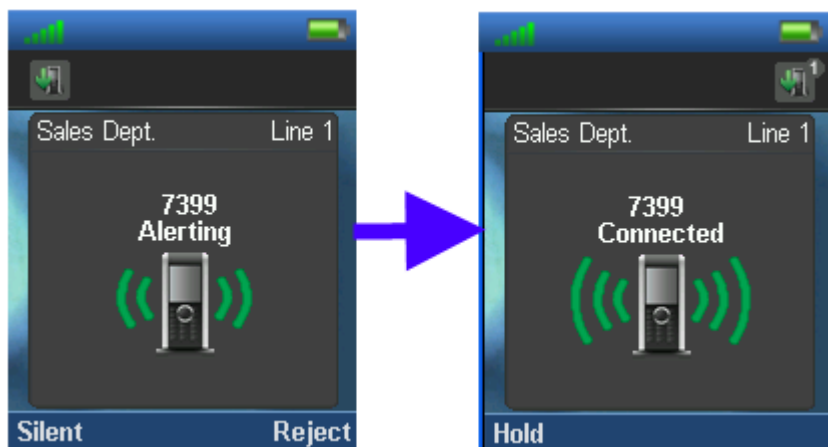 Sales Dept. Line 1
7399
Alerting
Silent Reject
1
Sales Dept. Line 1
7399
Connected
Hold